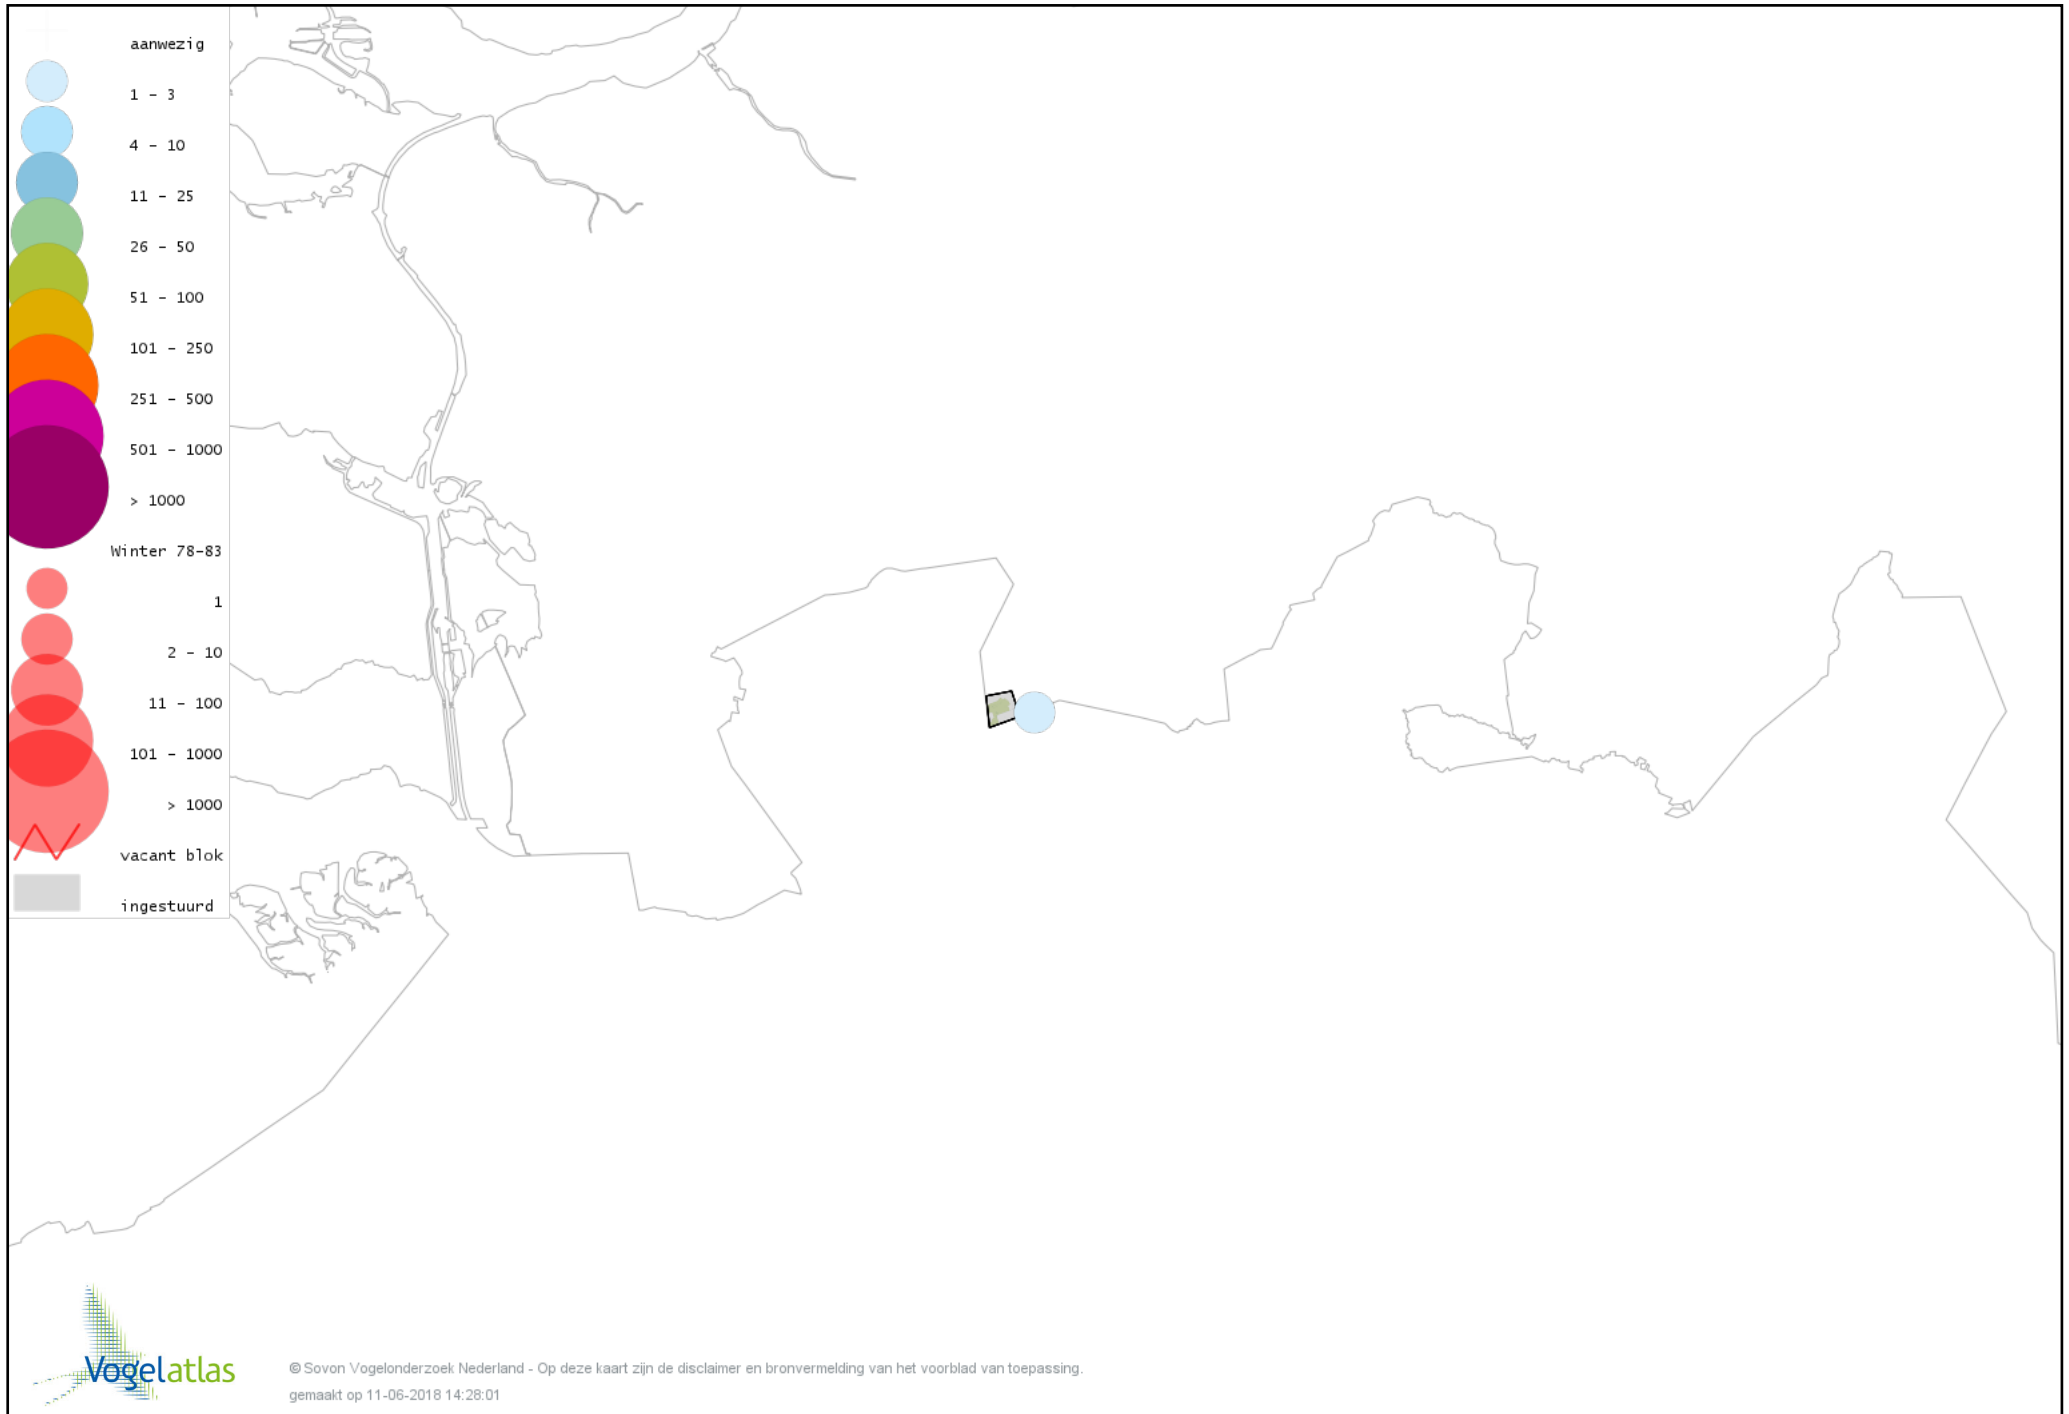 aanwezig
1 - 3
4 - 10
11 - 25
26 - 50
51 - 100
101 - 250
251 - 500
501 - 1000
> 1000
Winter 78-83
1
2 - 10
11 - 100
101 - 1000
> 1000
vacant blok
ingestuurd
Vogelatlas
© Sovon Vogelonderzoek Nederland - Op deze kaart zijn de disclaimer en bronvermelding van het voorblad van toepassing.
gemaakt op 11-06-2018 14:28:01